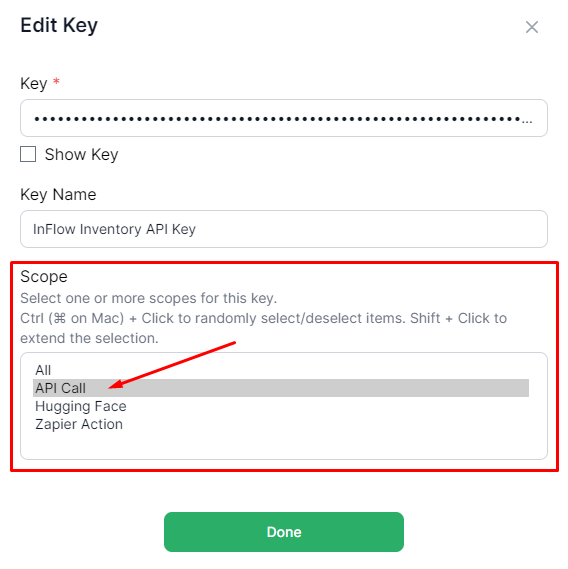 Edit Key
Key *
••••••••••••••••••••••••••••••••••••••••••••••••••••••••••••••...
Show Key
Key Name
InFlow Inventory API Key
Scope
Select one or more scopes for this key.
Ctrl (⌘ on Mac) + Click to randomly select/deselect items. Shift + Click to
extend the selection.
All
API Call
Hugging Face
Zapier Action
Done